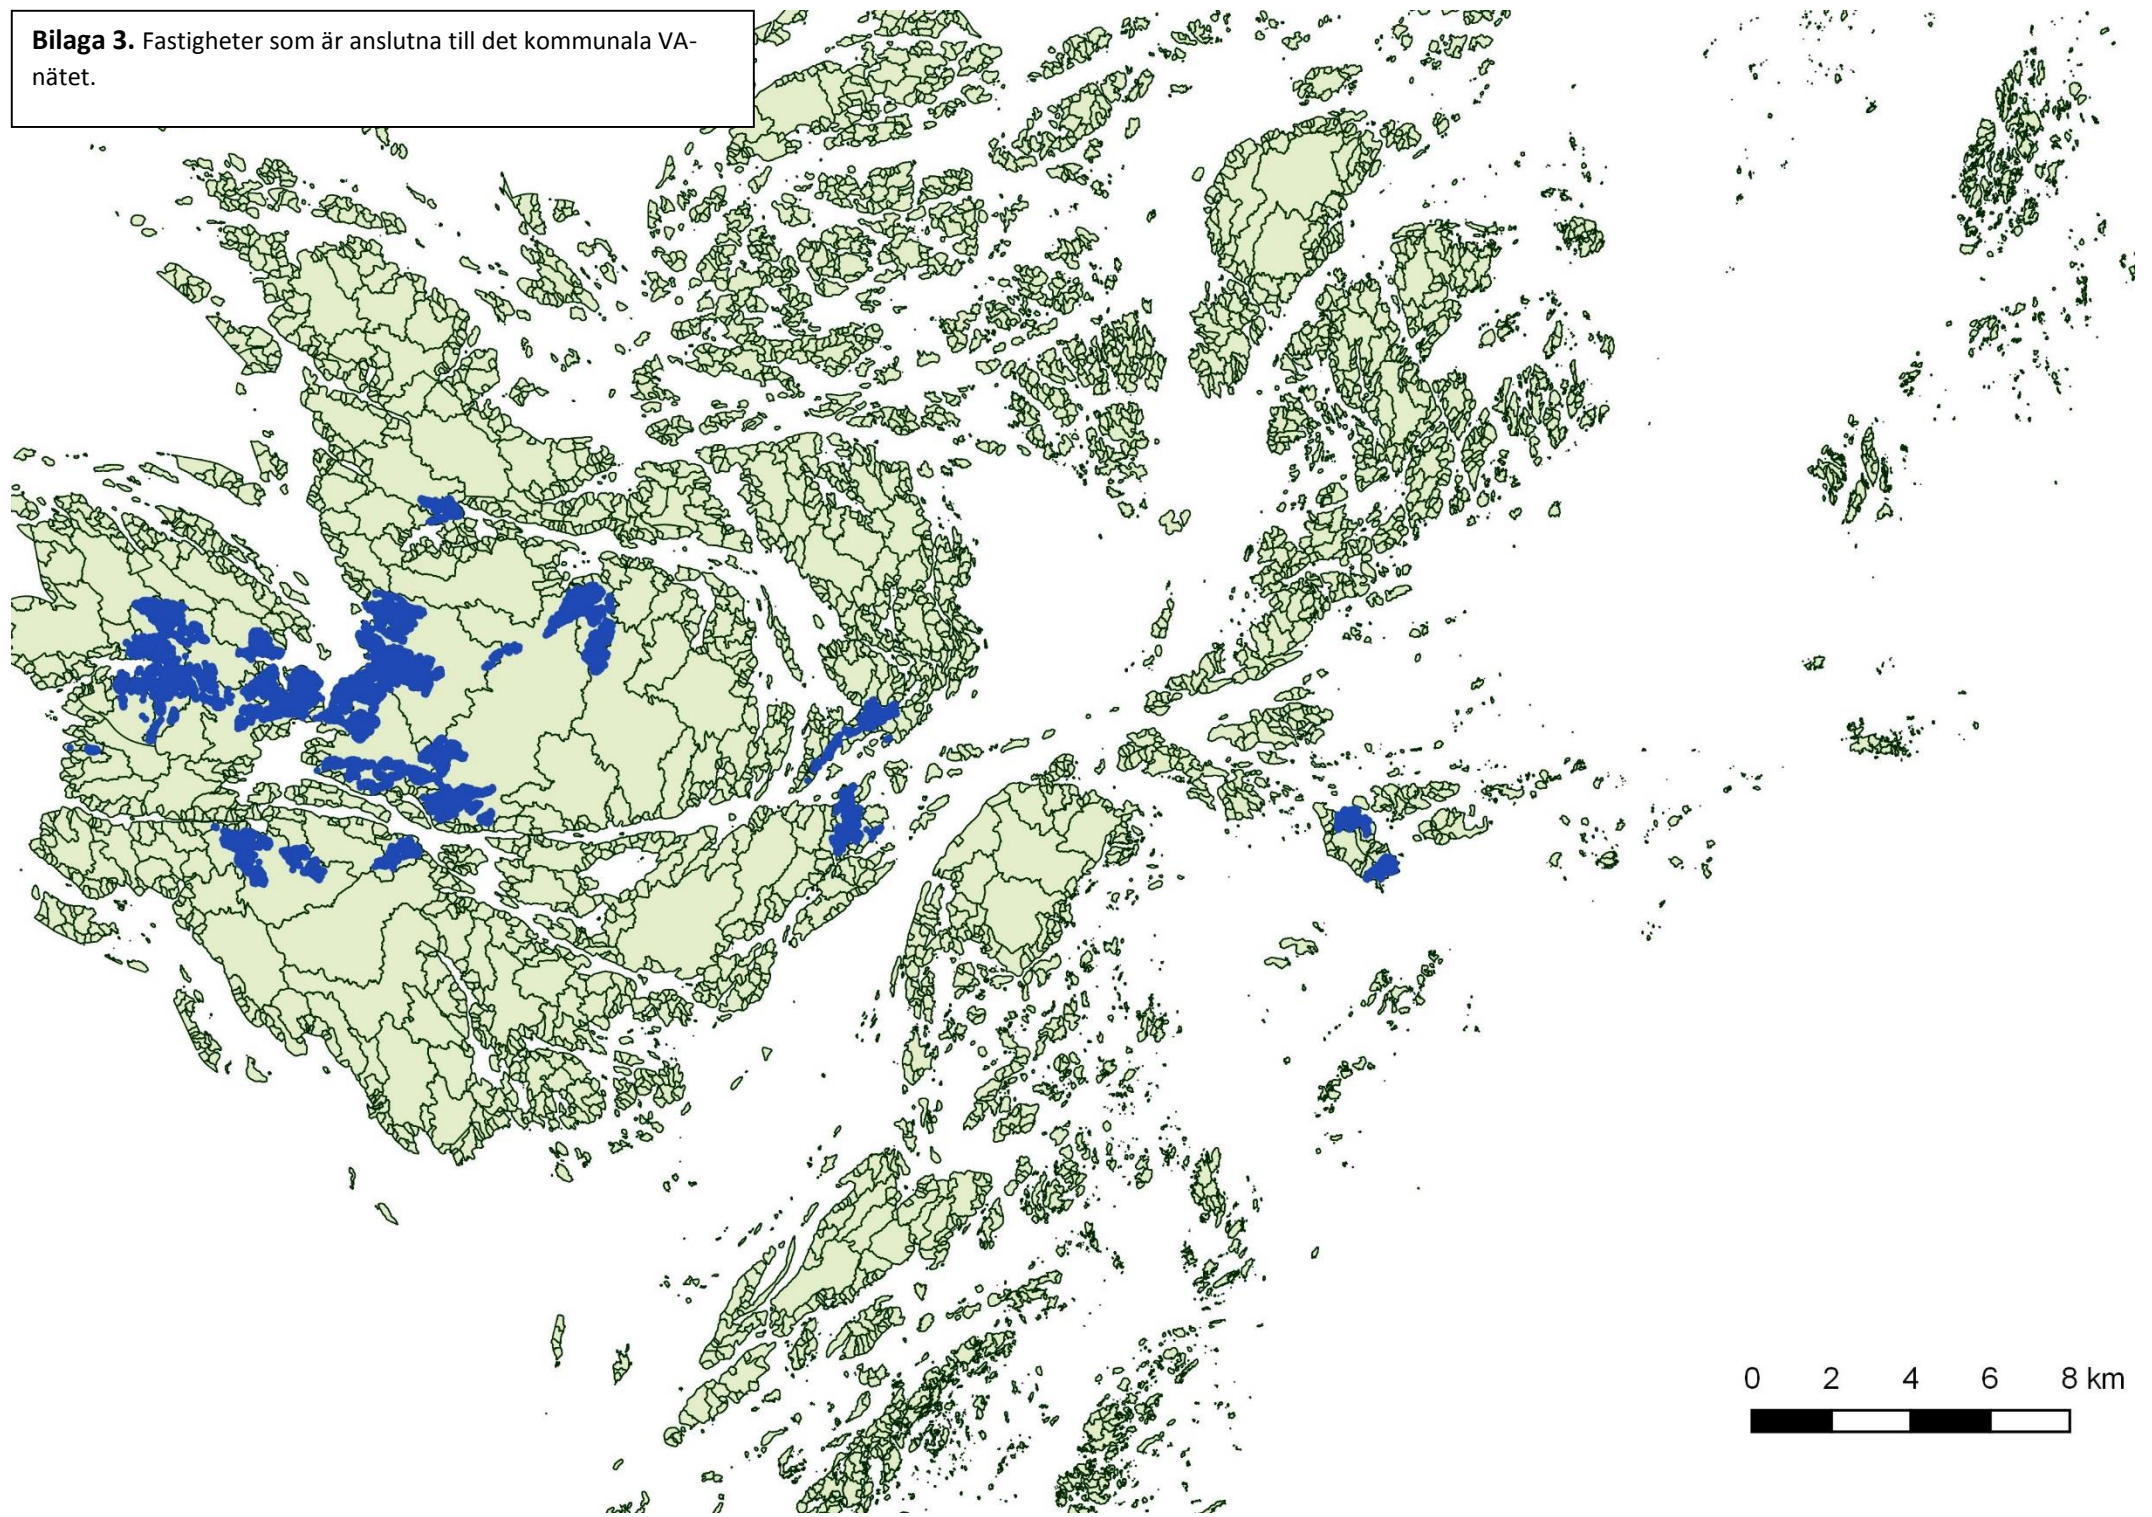 Bilaga 3. Fastigheter som är anslutna till det kommunala VA-
nätet.
0 2 4 6 8 km